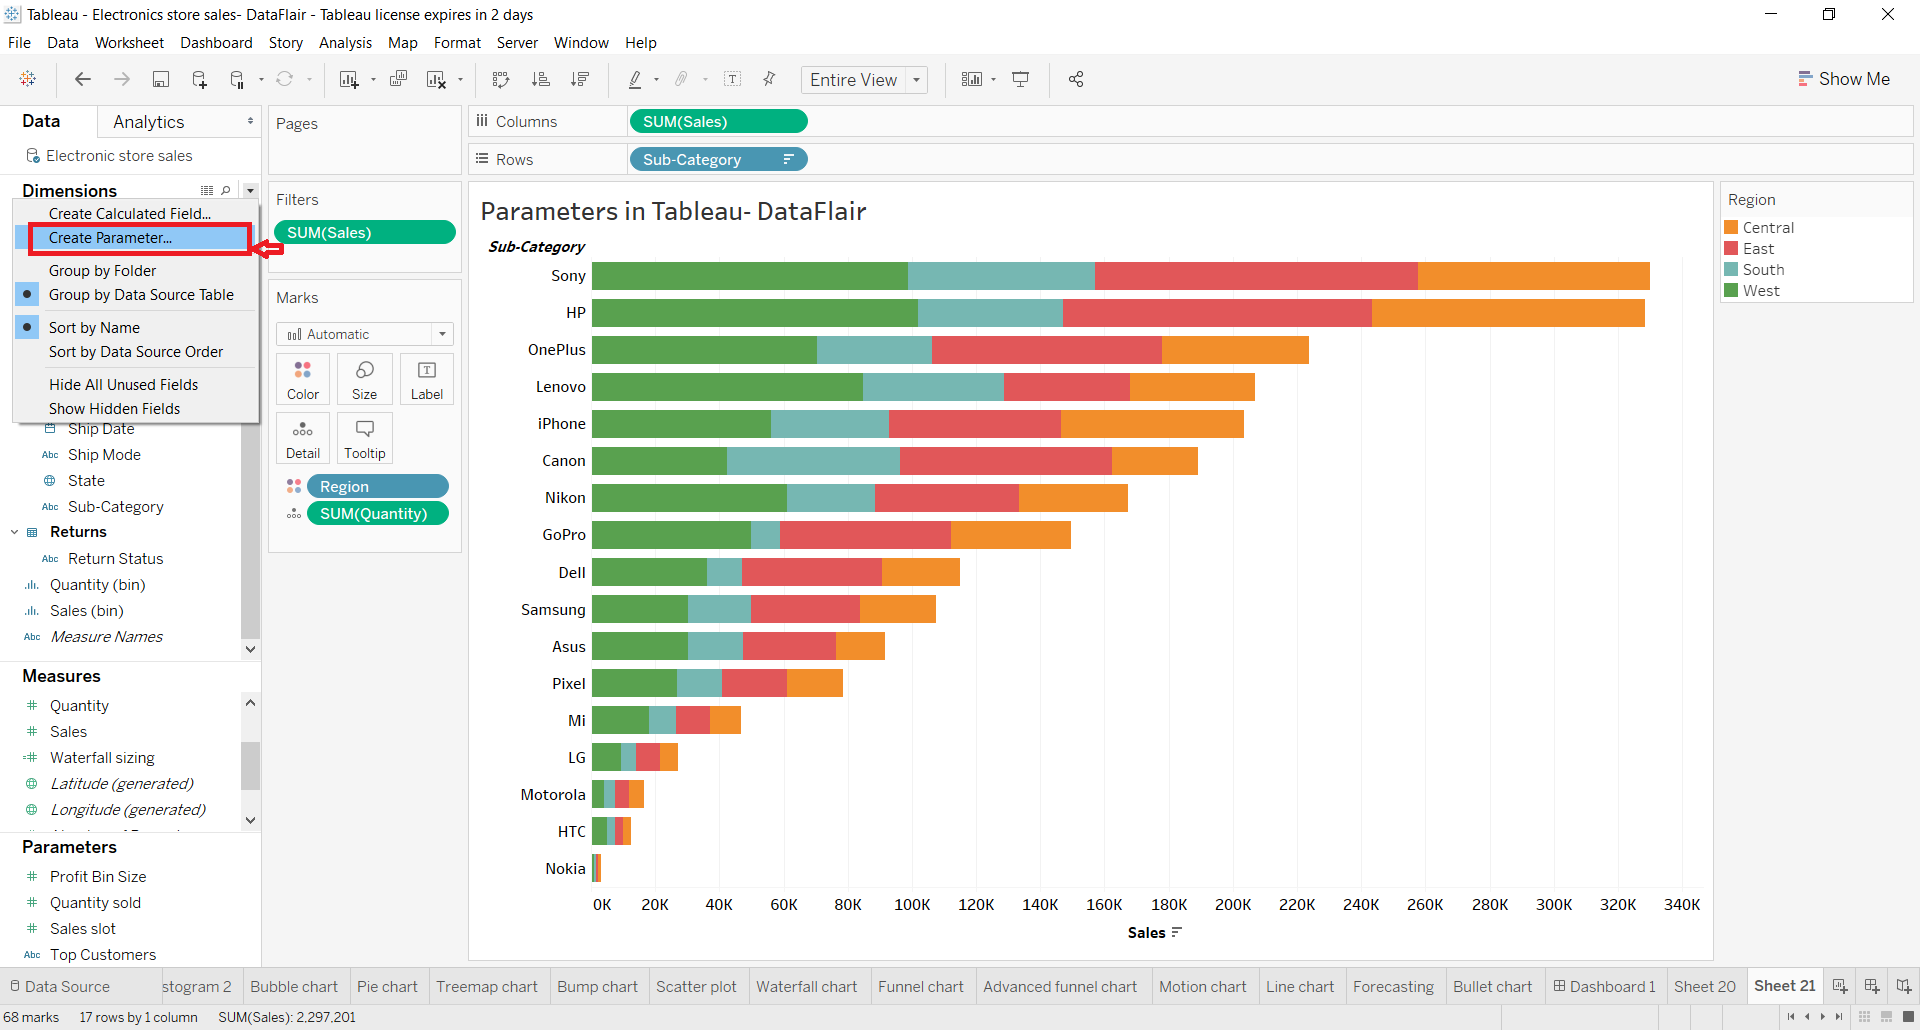 Tableau - Electronics store sales- DataFlair - Tableau license expires in 2 days
File Data Worksheet Dashboard Story Analysis Map Format Server Window Help
Entire View
Show Me
Data Analytics
Electronic store sales
Dimensions
Create Calculated Field...
Create Parameter...
Group by Folder
Group by Data Source Table
Sort by Name
Sort by Data Source Order
Hide All Unused Fields
Show Hidden Fields
Ship Date
Abc Ship Mode
State
Abc Sub-Category
Returns
Abc Return Status
Quantity (bin)
Sales (bin)
Abc Measure Names
Measures
Quantity
Sales
Waterfall sizing
Latitude (generated)
Longitude (generated)
Parameters
Profit Bin Size
Quantity sold
Sales slot
Abc Top Customers
Pages
Filters
SUM(Sales)
Marks
Automatic
Color Size Label
Detail Tooltip
Region
SUM(Quantity)
Columns SUM(Sales)
Rows Sub-Category
Parameters in Tableau- DataFlair
Sub-Category
Sony
HP
OnePlus
Lenovo
iPhone
Canon
Nikon
GoPro
Dell
Samsung
Asus
Pixel
Mi
LG
Motorola
HTC
Nokia
0K 20K 40K 60K 80K 100K 120K 140K 160K 180K 200K 220K 240K 260K 280K 300K 320K 340K
Sales
Region
Central
East
South
West
Data Source stogram 2 Bubble chart Pie chart Treemap chart Bump chart Scatter plot Waterfall chart Funnel chart Advanced funnel chart Motion chart Line chart Forecasting Bullet chart Dashboard 1 Sheet 20 Sheet 21
68 marks 17 rows by 1 column SUM(Sales): 2,297,201